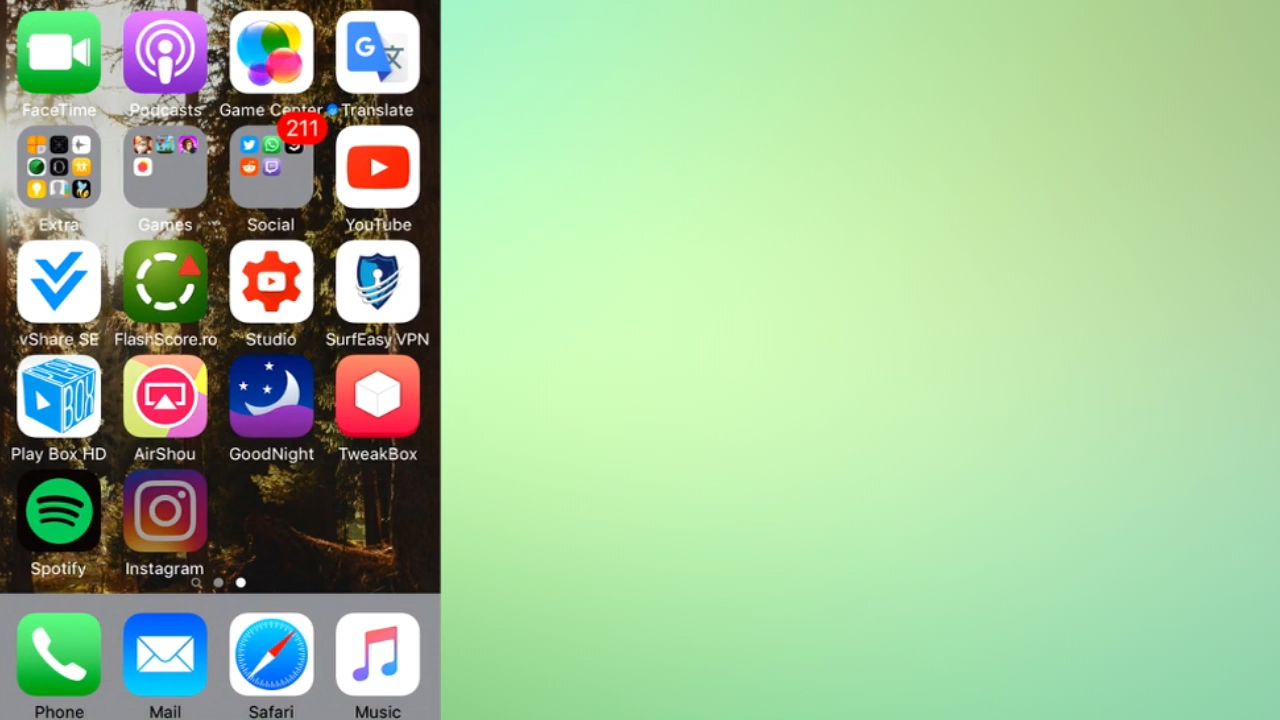 FaceTime Podcasts Game Center Translate
211
Extra Games Social YouTube
vShare SE FlashScore.ro Studio SurfEasy VPN
BOX
Play Box HD AirShou GoodNight TweakBox
Spotify Instagram
Phone Mail Safari Music